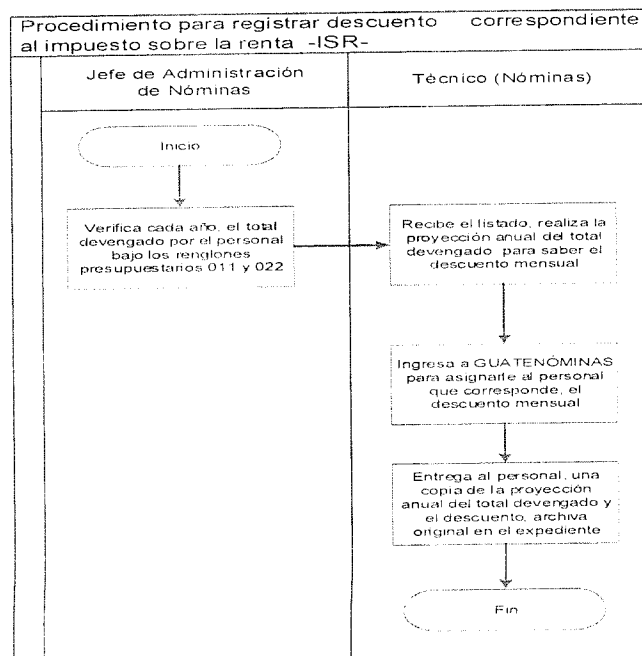 Procedimiento para registrar descuento correspondiente
al impuesto sobre la renta -ISR-
Jefe de Administración
de Nóminas
Técnico (Nóminas)
Inicio
Verifica cada año, el total
devengado por el personal
bajo los renglones
presupuestarios 011 y 022
Recibe el listado, realiza la
proyección anual del total
devengado para saber el
descuento mensual
Ingresa a GUATENÓMINAS
para asignarle al personal
que corresponde, el
descuento mensual
Entrega al personal, una
copia de la proyección
anual del total devengado y
el descuento, archiva
original en el expediente
Fin